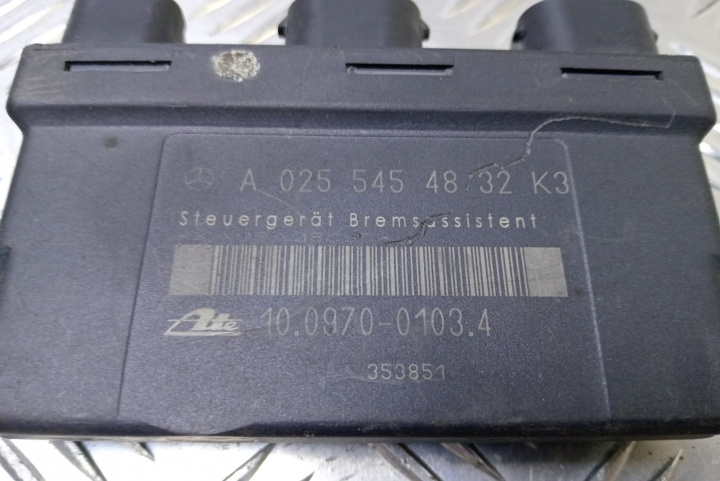 A 025 545 48 32 K3
Steuergerät Bremsassistent
Ate 10.0970-0103.4
353851